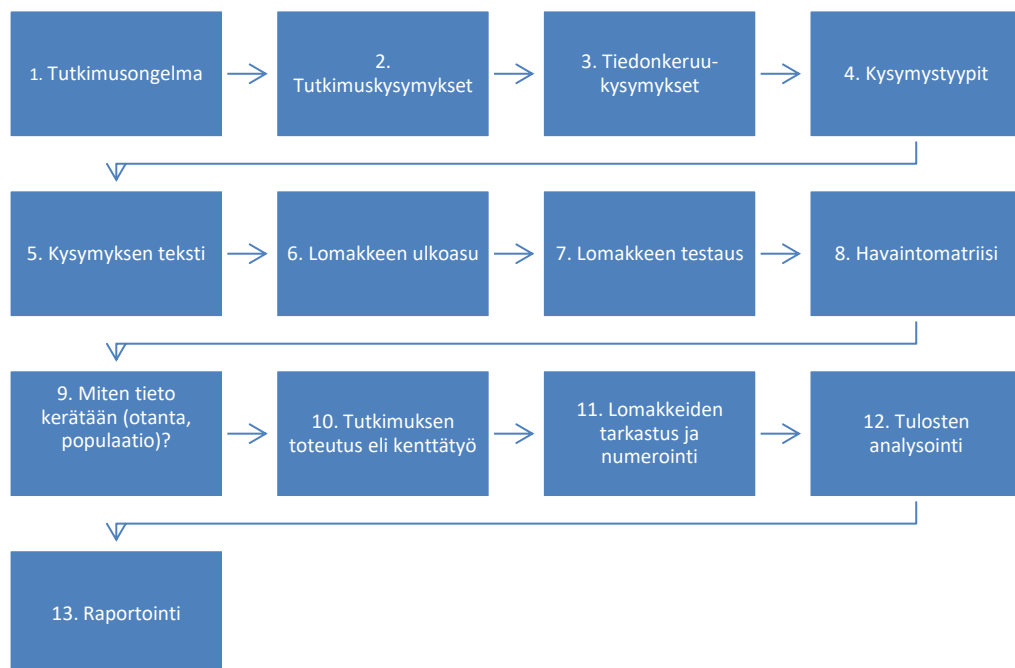 1. Tutkimusongelma
2.
Tutkimuskysymykset
3. Tiedonkeruu-
kysymykset
4. Kysymystyypit
5. Kysymyksen teksti
6. Lomakkeen ulkoasu
7. Lomakkeen testaus
8. Havaintomatriisi
9. Miten tieto
kerätään (otanta,
populaatio)?
10. Tutkimuksen
toteutus eli kenttätyö
11. Lomakkeiden
tarkastus ja
numerointi
12. Tulosten
analysointi
13. Raportointi